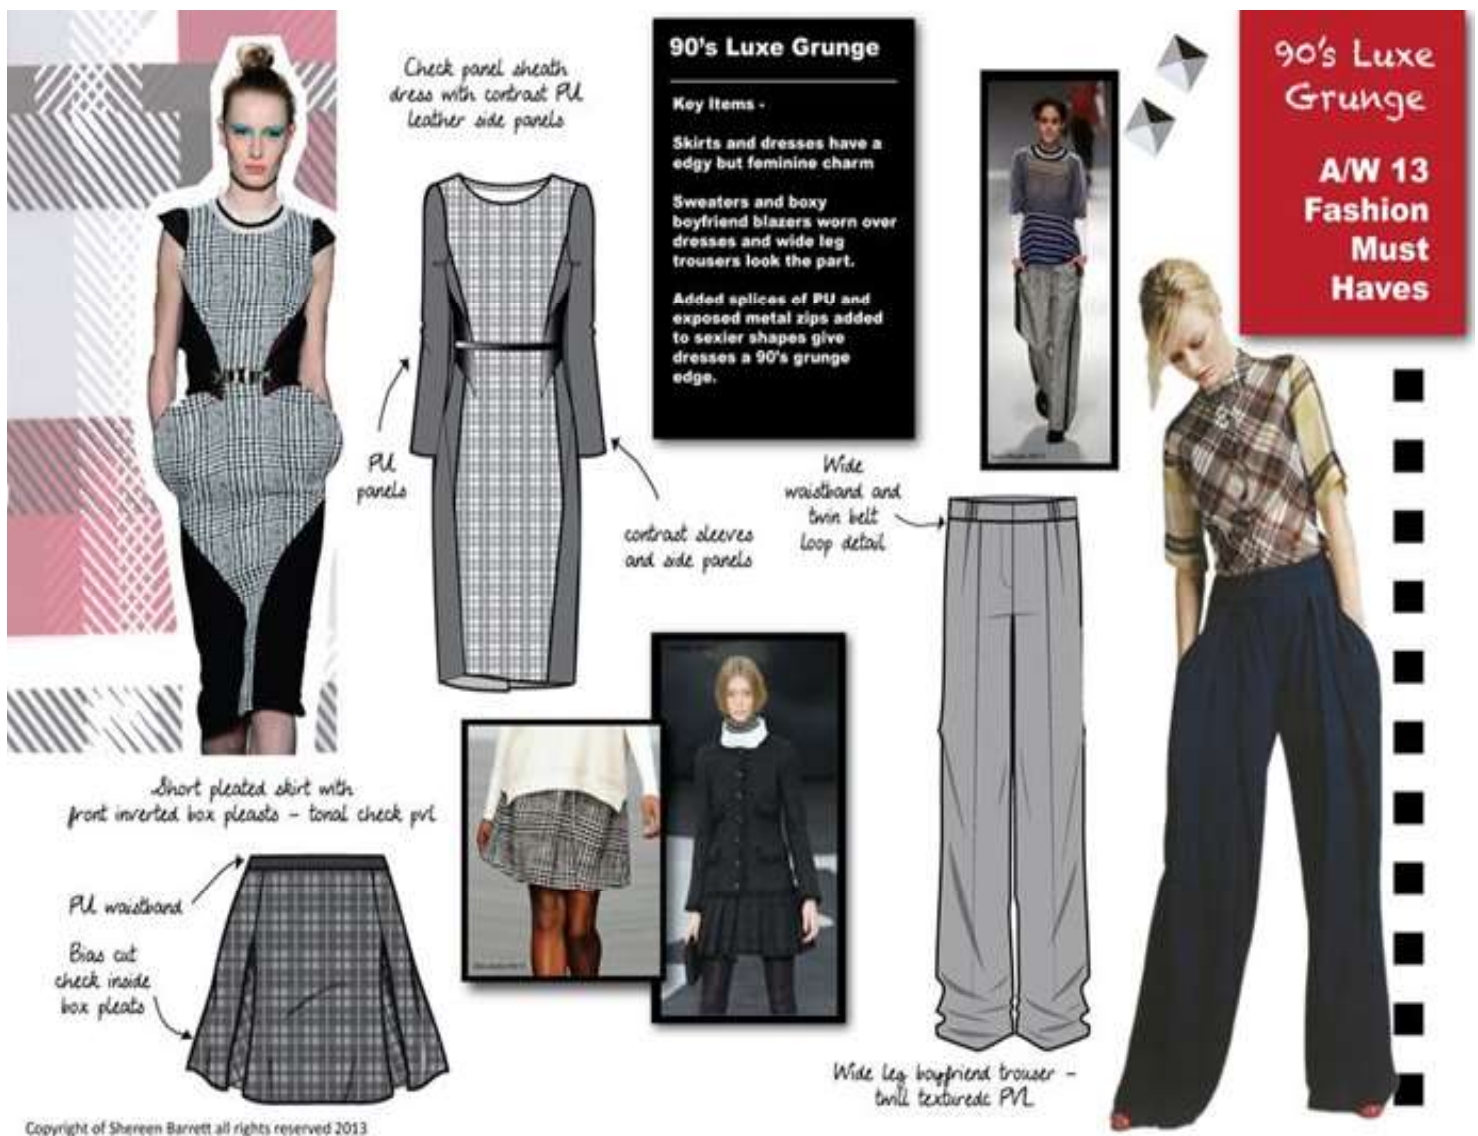 Check panel sheath
dress with contrast PU
leather side panels
90's Luxe Grunge
Key Items -
Skirts and dresses have a
edgy but feminine charm
Sweaters and boxy
boyfriend blazers worn over
dresses and wide leg
trousers look the part.
Added splices of PU and
exposed metal zips added
to sexier shapes give
dresses a 90's grunge
edge.
90's Luxe
Grunge
A/W 13
Fashion
Must
Haves
PU
panels
contrast sleeves
and side panels
Wide
waistband and
twin belt
loop detail
Short pleated skirt with
front inverted box pleasts - tonal check pvl
PU waistband
Bias cut
check inside
box pleats
Wide leg boyfriend trouser -
twill texturedc PVL
Copyright of Shereen Barrett all rights reserved 2013